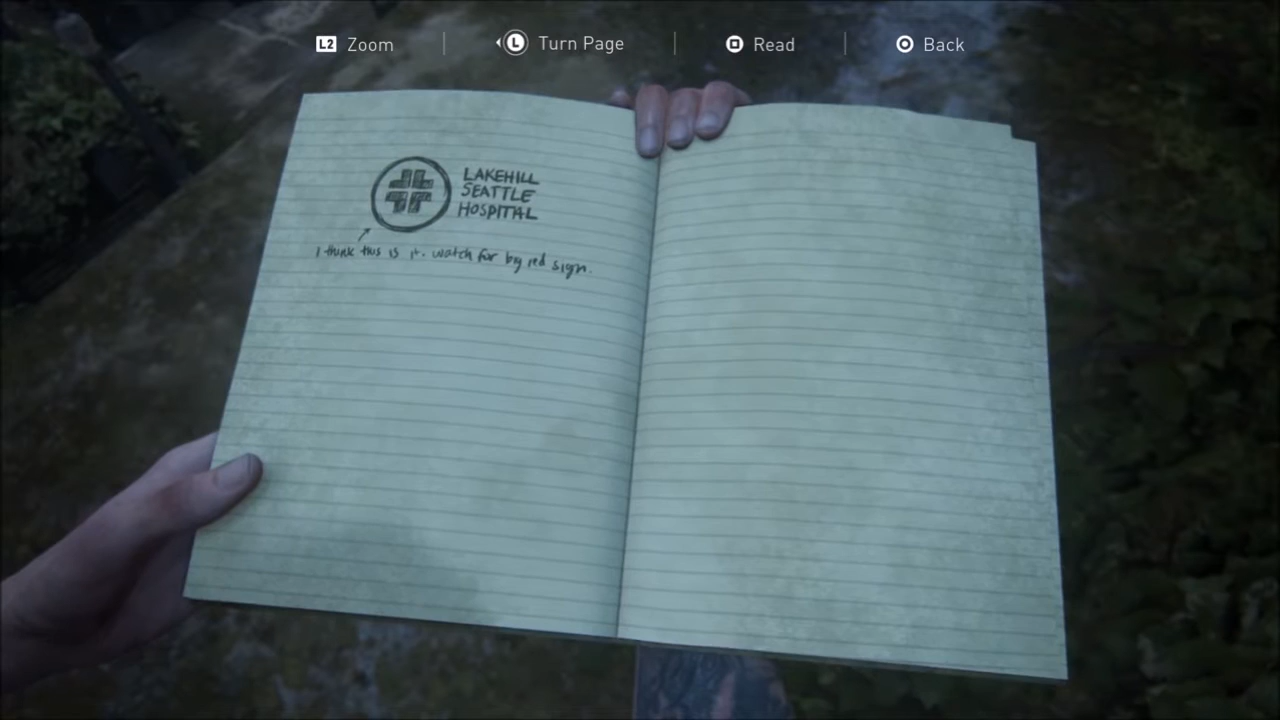 L2 Zoom
L Turn Page
Read
Back
LAKEHILL
SEATTLE
HOSPITAL
I think this is it. watch for big red sign.